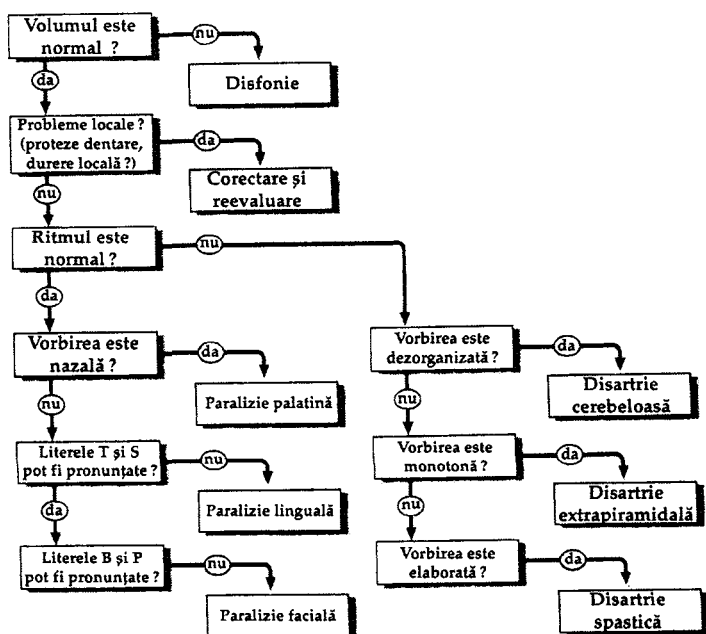 Volumul este
normal ?
nu
Disfonie
da
Probleme locale ?
(proteze dentare,
durere locală ?)
da
Corectare și
reevaluare
nu
Ritmul este
normal ?
nu
da
Vorbirea este
nazală ?
da
Paralizie palatină
nu
Literele T și S
pot fi pronunțate ?
nu
Paralizie linguală
da
Literele B și P
pot fi pronunțate ?
nu
Paralizie facială
Vorbirea este
dezorganizată ?
da
Disartrie
cerebeloasă
nu
Vorbirea este
monotonă ?
da
Disartrie
extrapiramidală
nu
Vorbirea este
elaborată ?
da
Disartrie
spastică